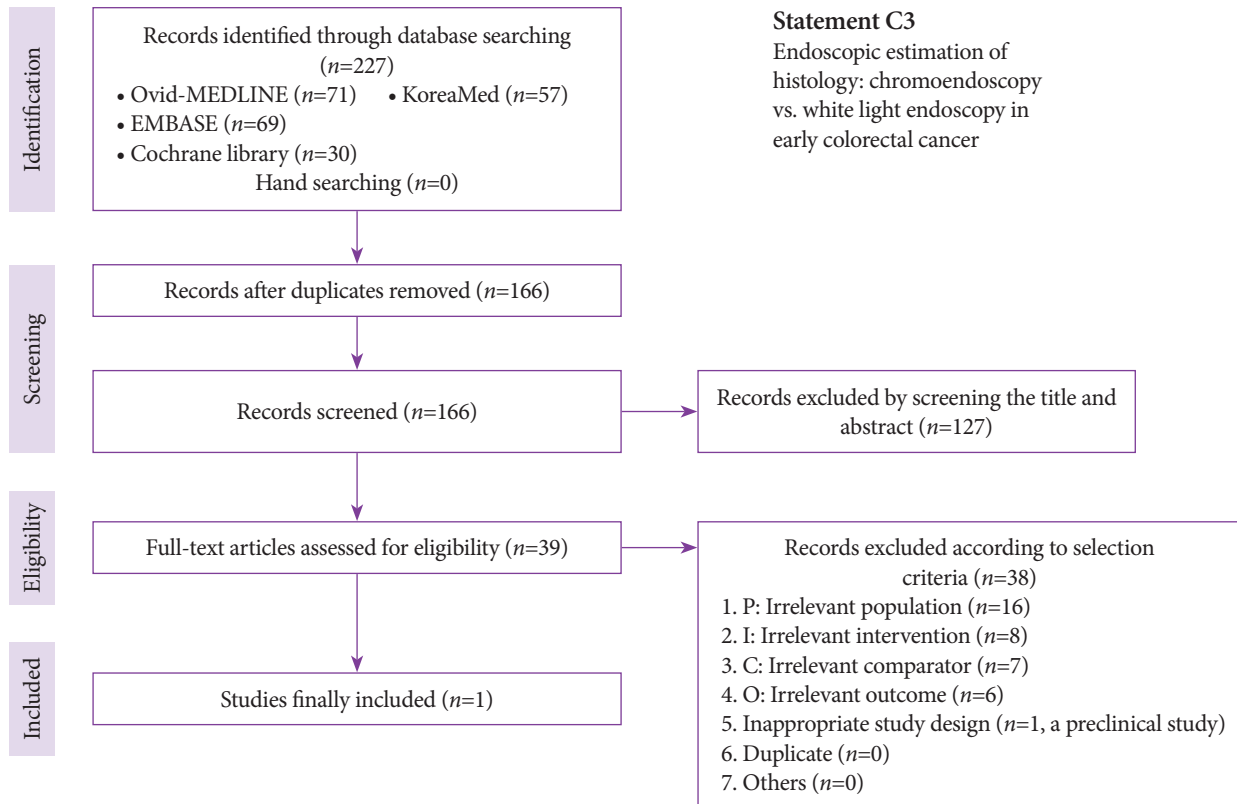 Identification
Records identified through database searching
(n=227)
• Ovid-MEDLINE (n=71) • KoreaMed (n=57)
• EMBASE (n=69)
• Cochrane library (n=30)
Hand searching (n=0)
Statement C3
Endoscopic estimation of
histology: chromoendoscopy
vs. white light endoscopy in
early colorectal cancer
Screening
Records after duplicates removed (n=166)
Records screened (n=166)
Records excluded by screening the title and
abstract (n=127)
Eligibility
Full-text articles assessed for eligibility (n=39)
Records excluded according to selection
criteria (n=38)
1. P: Irrelevant population (n=16)
2. I: Irrelevant intervention (n=8)
3. C: Irrelevant comparator (n=7)
4. O: Irrelevant outcome (n=6)
5. Inappropriate study design (n=1, a preclinical study)
6. Duplicate (n=0)
7. Others (n=0)
Included
Studies finally included (n=1)